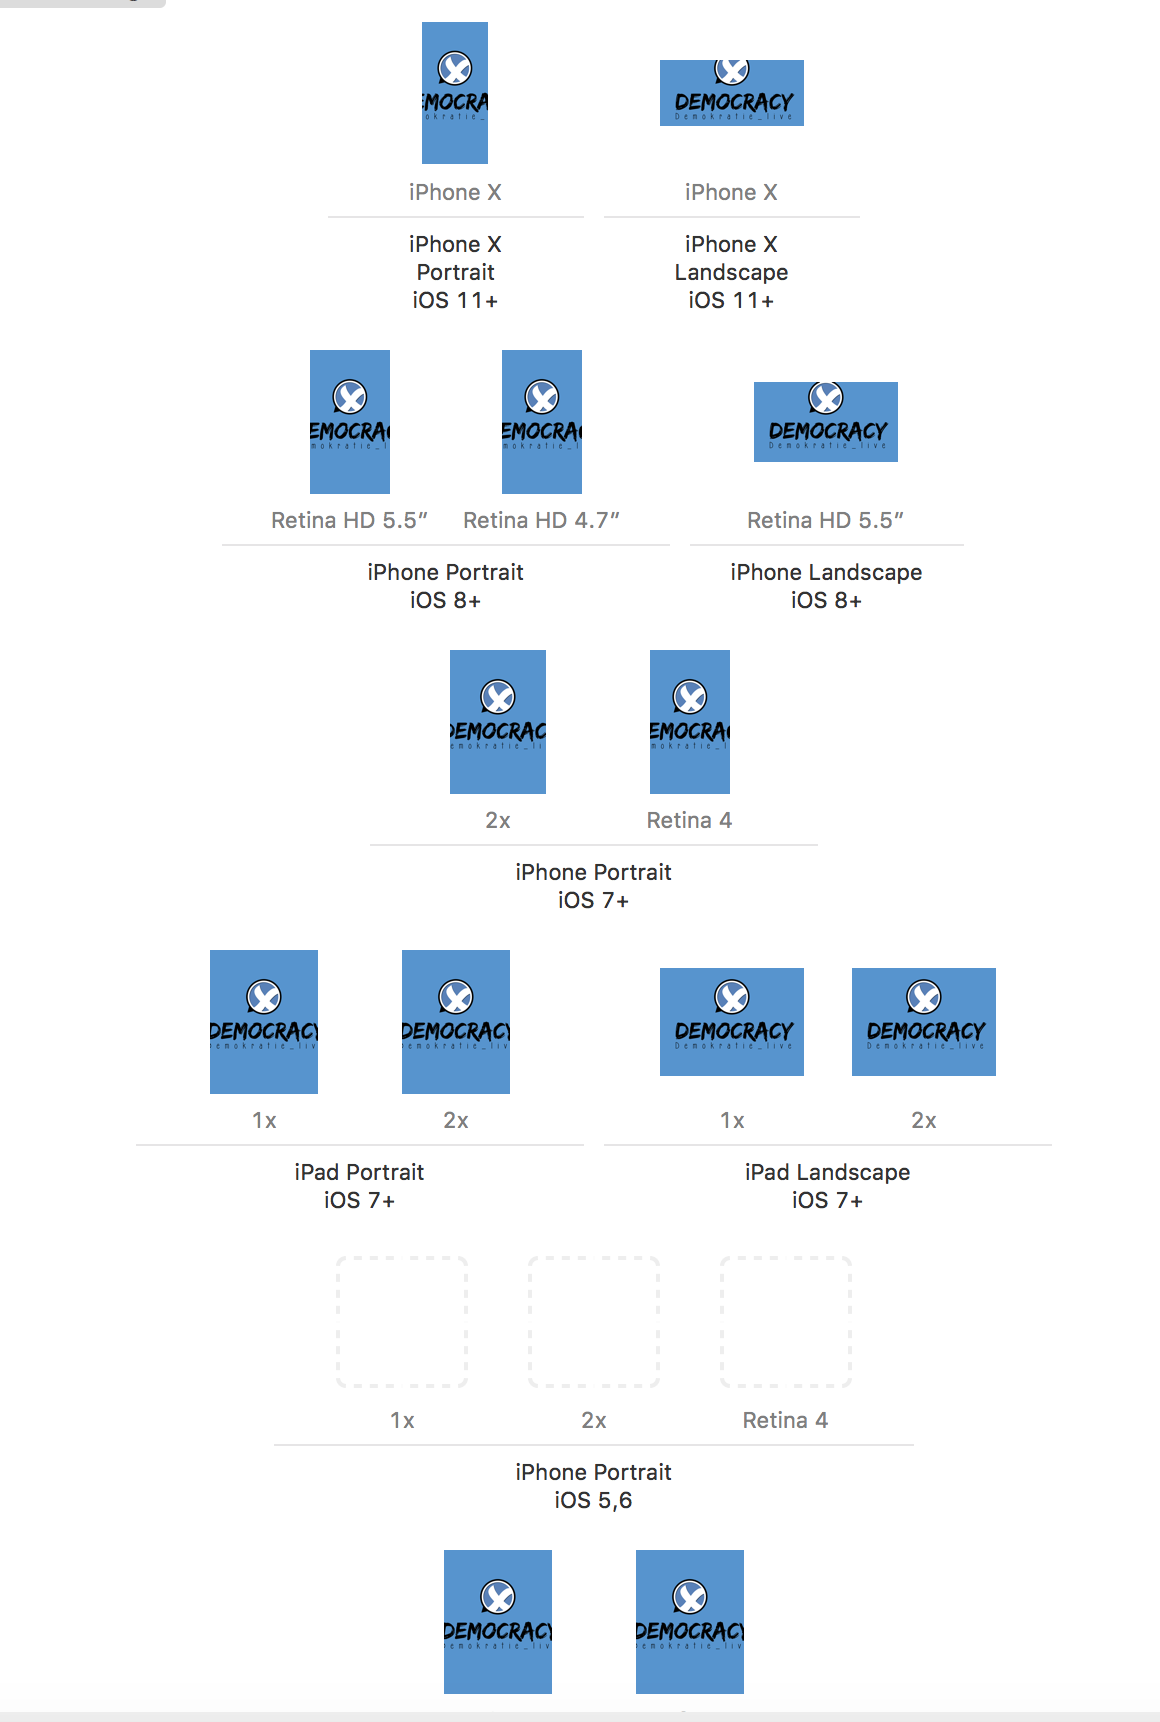 EMOCRA
okratie_
DEMOCRACY
Demokratie_live
iPhone X
iPhone X
iPhone X
Portrait
iOS 11+
iPhone X
Landscape
iOS 11+
EMOCRA
mokratie_l
EMOCRA
mokratie_l
DEMOCRACY
Demokratie_live
Retina HD 5.5″
Retina HD 4.7″
Retina HD 5.5″
iPhone Portrait
iOS 8+
iPhone Landscape
iOS 8+
DEMOCRAC
emokratie_li
EMOCRA
mokratie_l
2x
Retina 4
iPhone Portrait
iOS 7+
DEMOCRACY
emokratie_liv
DEMOCRACY
emokratie_liv
DEMOCRACY
Demokratie_live
DEMOCRACY
Demokratie_live
1x
2x
1x
2x
iPad Portrait
iOS 7+
iPad Landscape
iOS 7+
1x
2x
Retina 4
iPhone Portrait
iOS 5,6
DEMOCRACY
emokratie_liv
DEMOCRACY
emokratie_liv